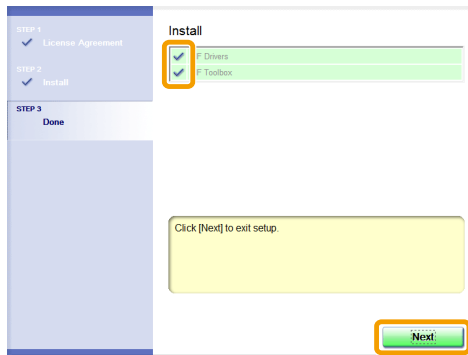 STEP 1
License Agreement
STEP 2
Install
STEP 3
Done
Install
F Drivers
F Toolbox
Click [Next] to exit setup.
Next